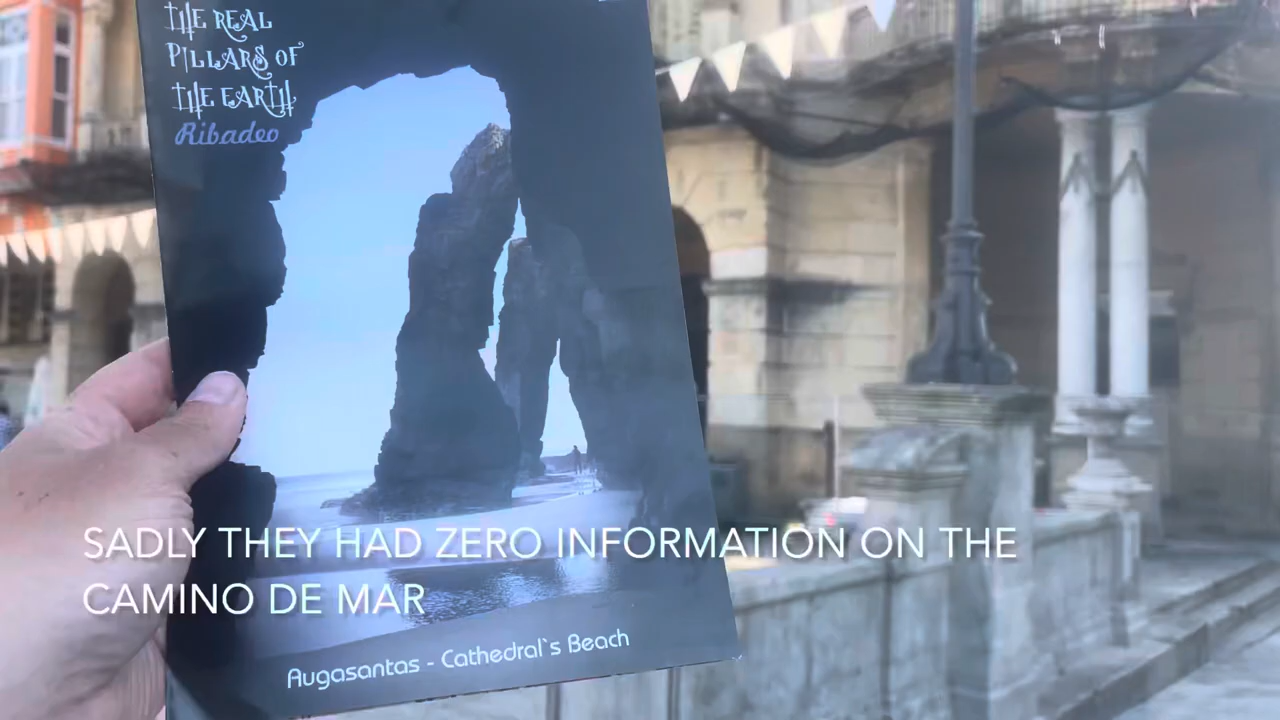 THE REAL
PILLARS OF
THE EARTH
Ribadeo
SADLY THEY HAD ZERO INFORMATION ON THE
CAMINO DE MAR
Augasantas - Cathedral`s Beach